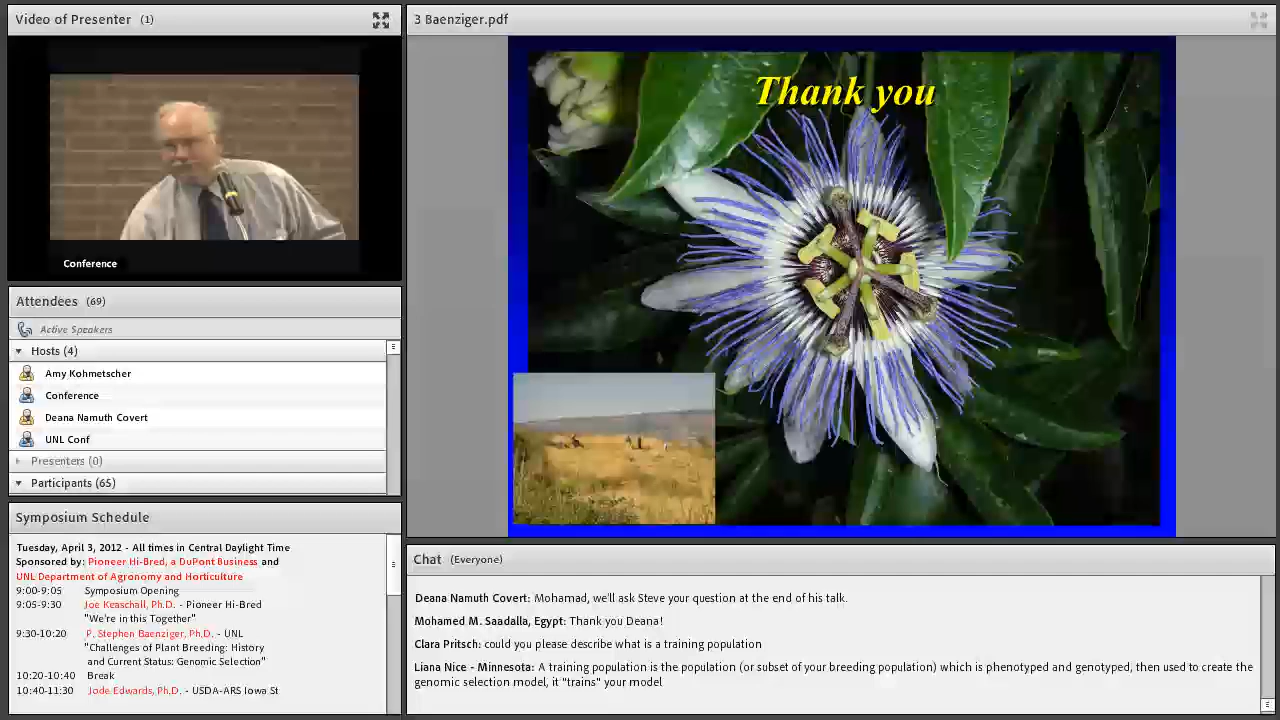 Video of Presenter (1)
Conference
Attendees (69)
Active Speakers
Hosts (4)
Amy Kohmetscher
Conference
Deana Namuth Covert
UNL Conf
Presenters (0)
Participants (65)
Symposium Schedule
Tuesday, April 3, 2012 - All times in Central Daylight Time
Sponsored by: Pioneer Hi-Bred, a DuPont Business and
UNL Department of Agronomy and Horticulture
9:00-9:05 Symposium Opening
9:05-9:30 Joe Keaschall, Ph.D. - Pioneer Hi-Bred
"We're in this Together"
9:30-10:20 P. Stephen Baenziger, Ph.D. - UNL
"Challenges of Plant Breeding: History
and Current Status: Genomic Selection"
10:20-10:40 Break
10:40-11:30 Jode Edwards, Ph.D. - USDA-ARS Iowa St
3 Baenziger.pdf
Thank you
Chat (Everyone)
Deana Namuth Covert: Mohamad, we'll ask Steve your question at the end of his talk.
Mohamed M. Saadalla, Egypt: Thank you Deana!
Clara Pritsch: could you please describe what is a training population
Liana Nice - Minnesota: A training population is the population (or subset of your breeding population) which is phenotyped and genotyped, then used to create the
genomic selection model, it "trains" your model